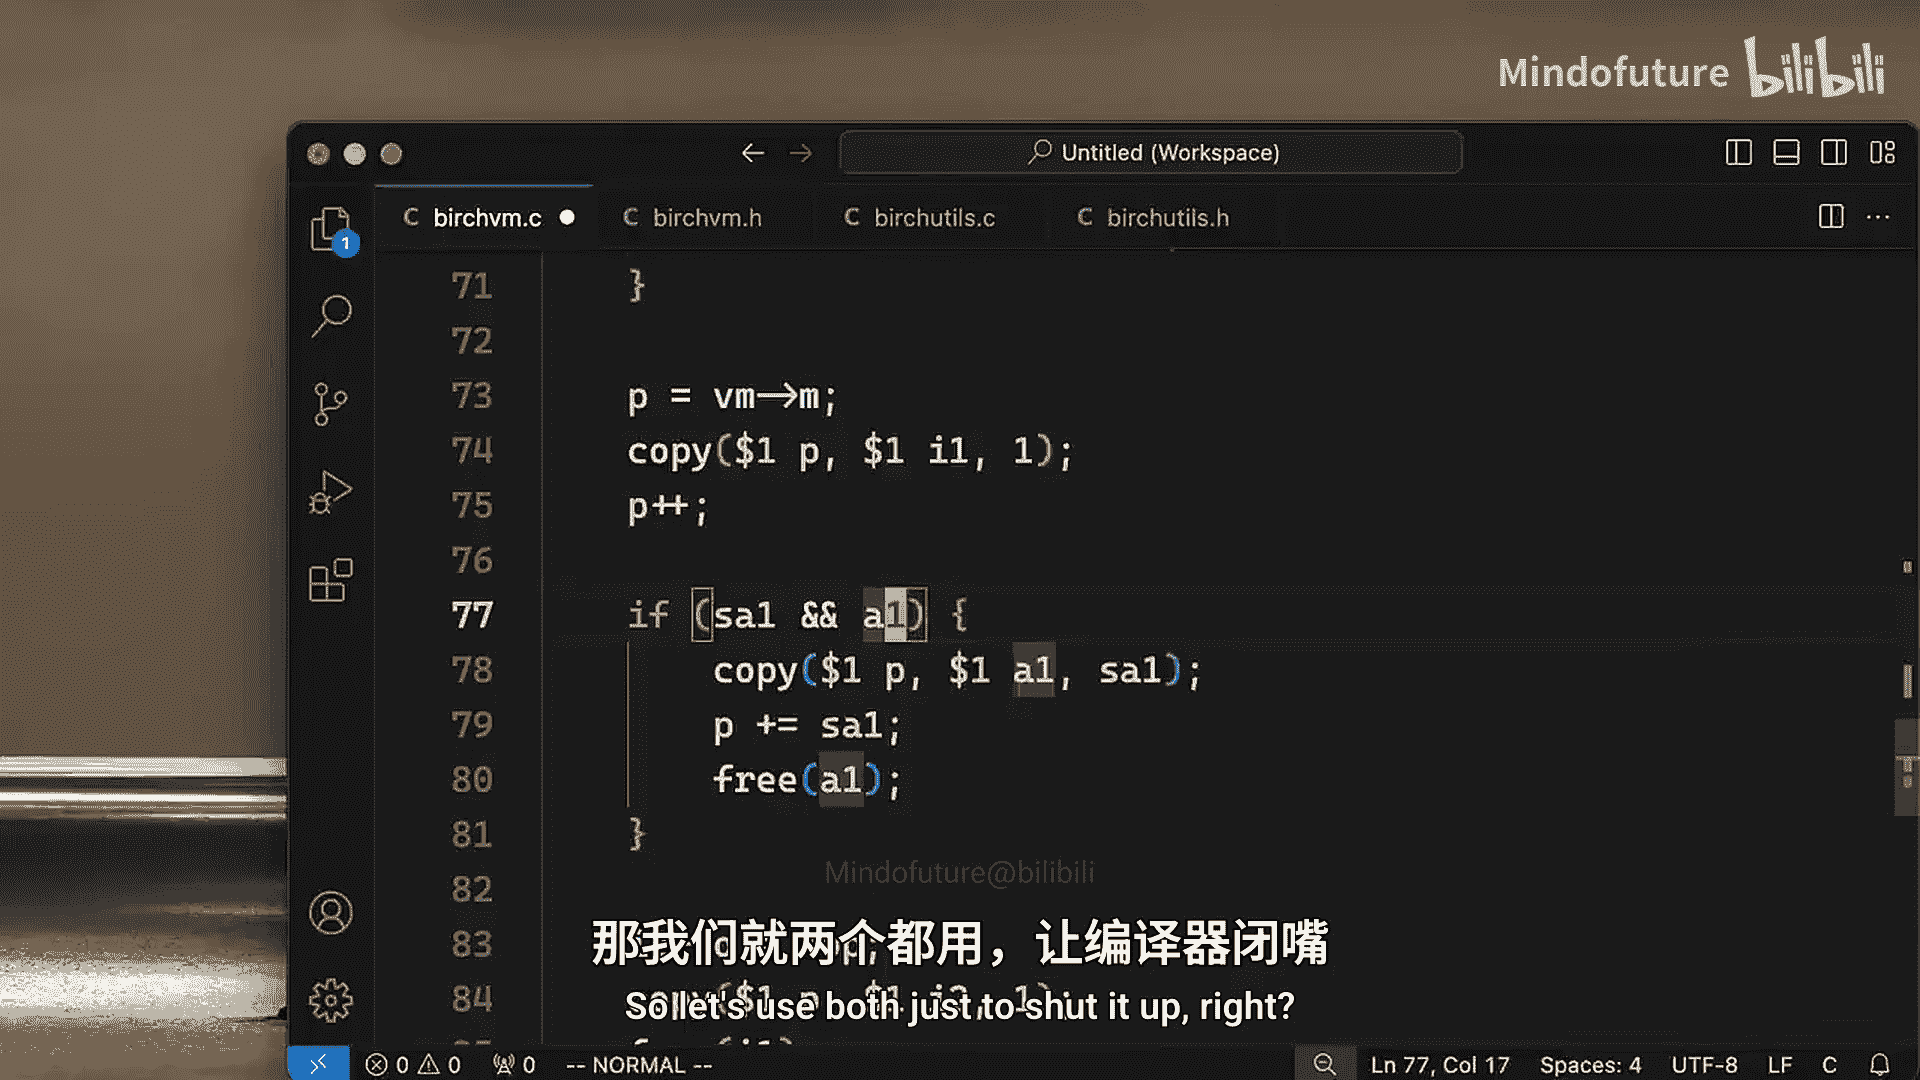 Mindofuture bilibili
Untitled (Workspace)
C birchvm.c
C birchvm.h
C birchutils.c
C birchutils.h
1
71 }
72
73 p = vm->m;
74 copy($1 p, $1 i1, 1);
75 p++;
76
77 if (sa1 && a1) {
78 copy($1 p, $1 a1, sa1);
79 p += sa1;
80 free(a1);
81 }
Mindofuture@bilibili
82
83
那我们就两个都用，让编译器闭嘴
84
So let's use both just to shut it up, right?
0 0 0 -- NORMAL -- Ln 77, Col 17 Spaces: 4 UTF-8 LF C